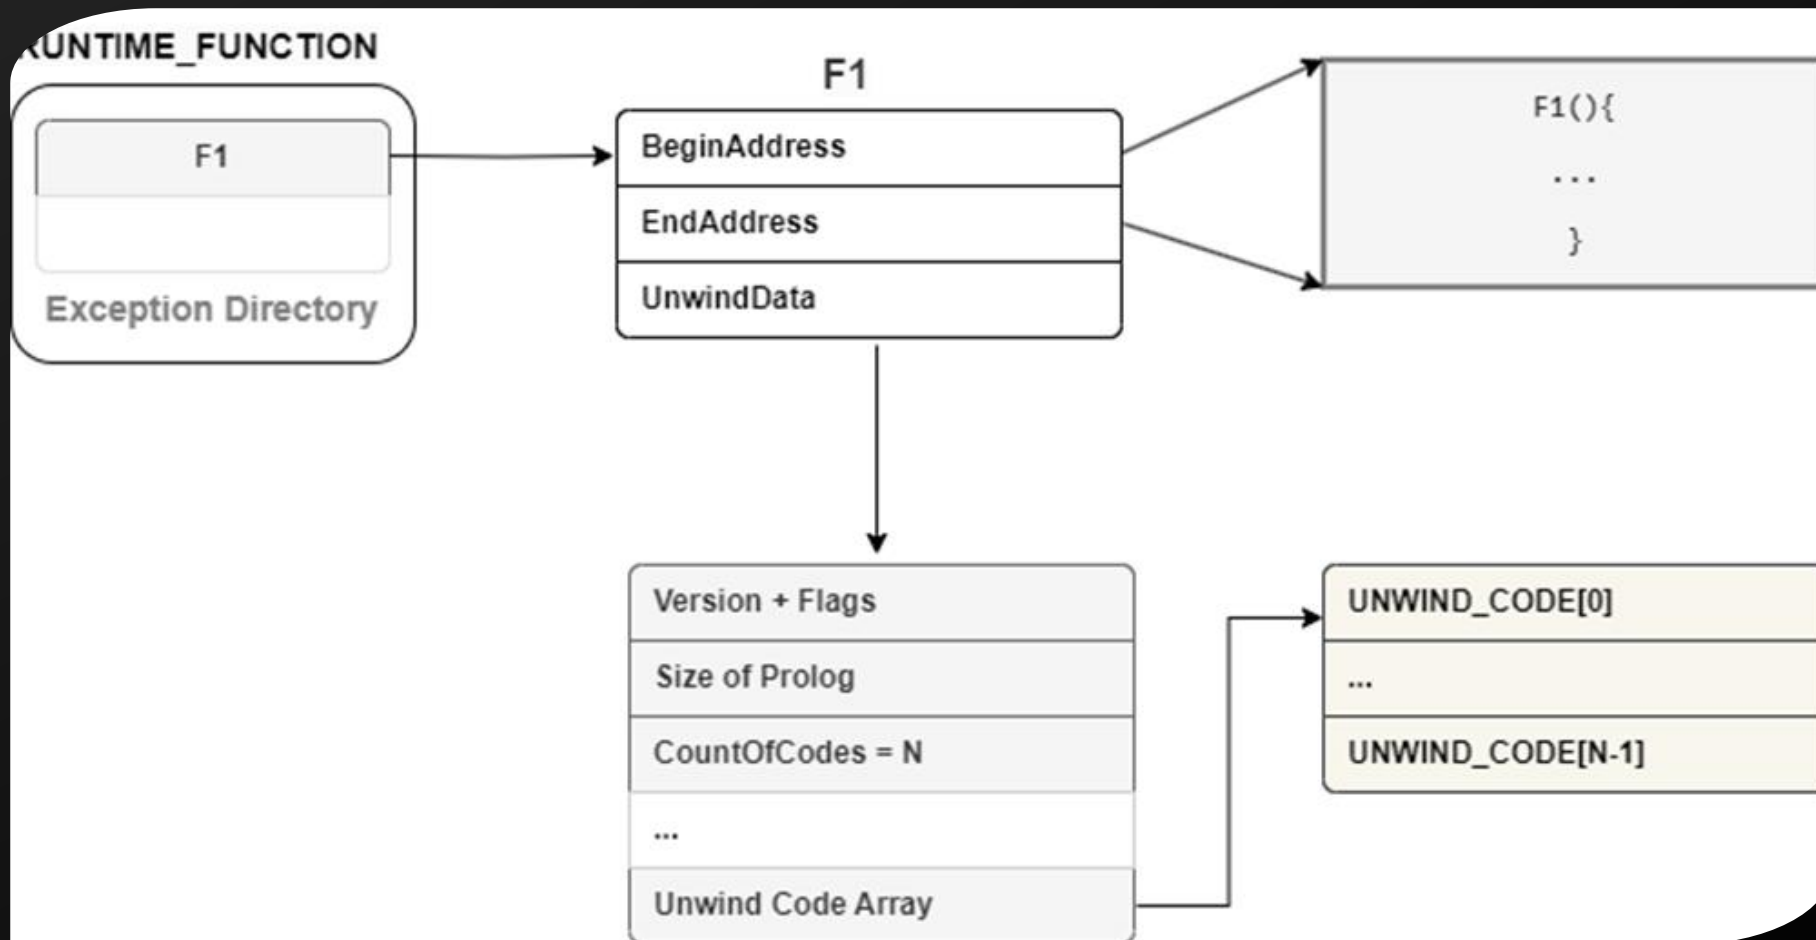 RUNTIME_FUNCTION
F1
Exception Directory
F1
BeginAddress
EndAddress
UnwindData
F1(){
...
}
Version + Flags
Size of Prolog
CountOfCodes = N
...
Unwind Code Array
UNWIND_CODE[0]
...
UNWIND_CODE[N-1]